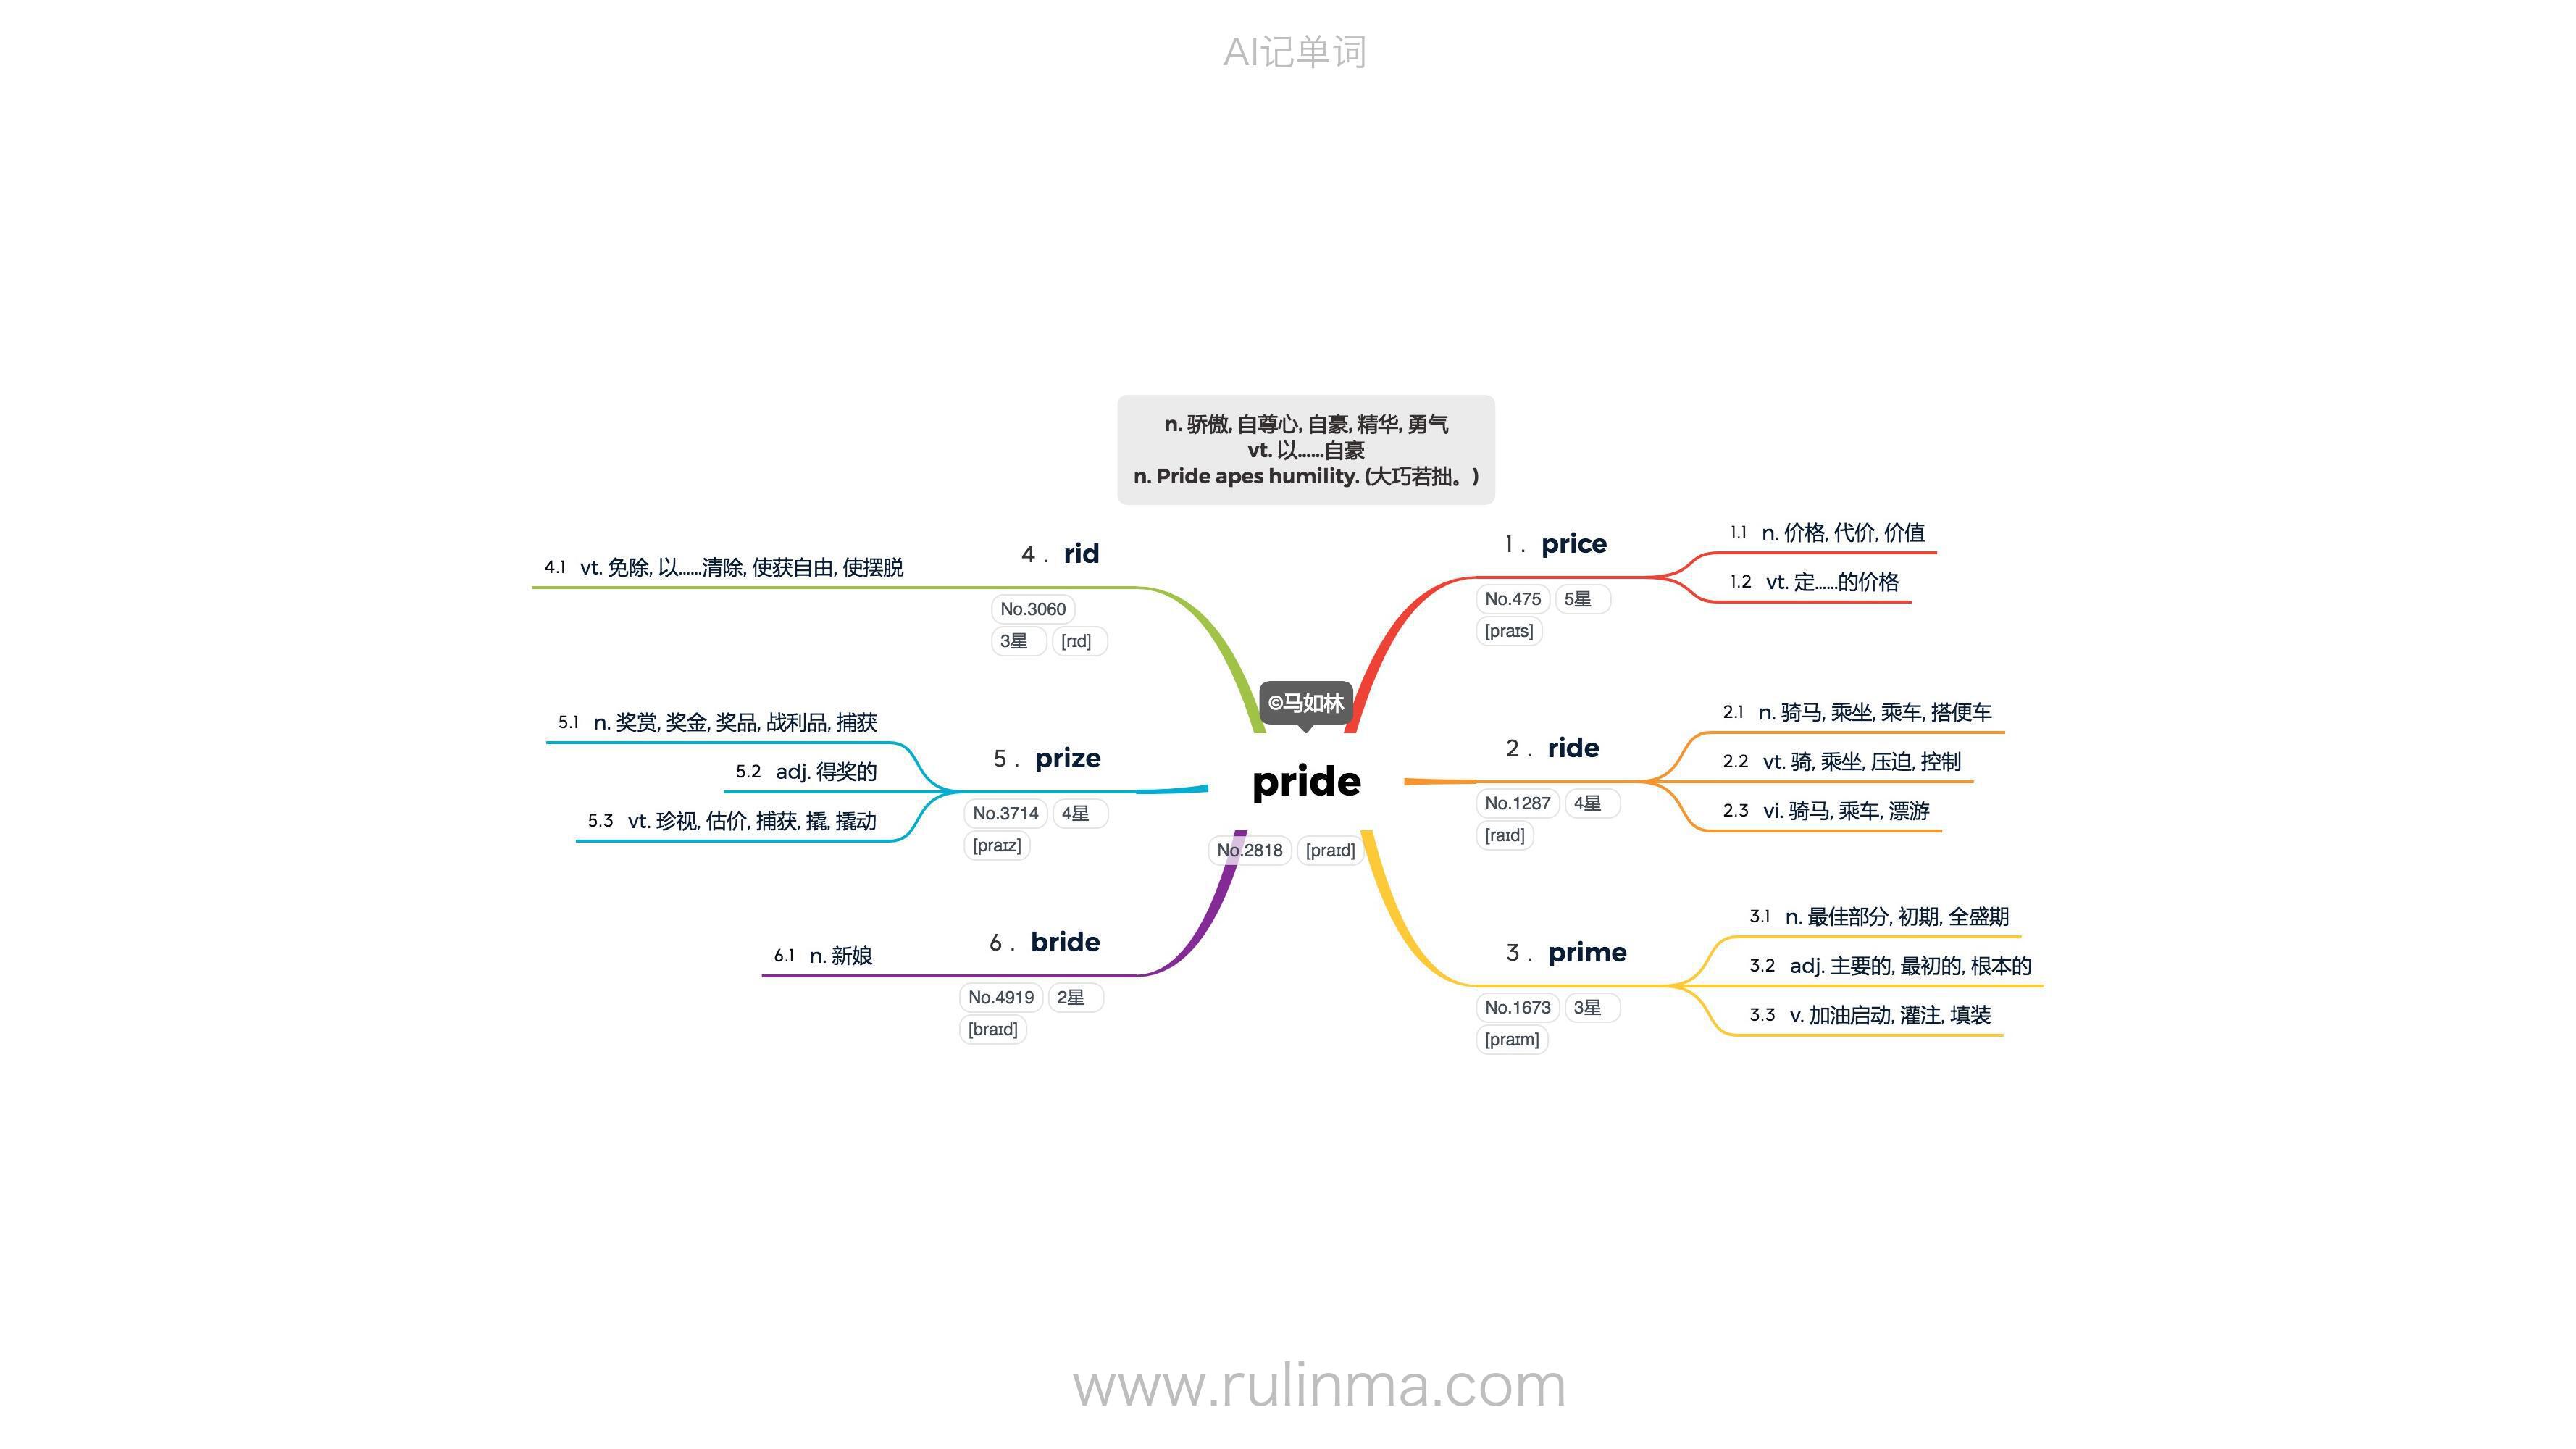 AI记单词
n. 骄傲, 自尊心, 自豪, 精华, 勇气
vt. 以……自豪
n. Pride apes humility. (大巧若拙。)
©马如林
pride
No.2818 [praɪd]
1. price
No.475 5星
[praɪs]
1.1 n. 价格, 代价, 价值
1.2 vt. 定……的价格
2. ride
No.1287 4星
[raɪd]
2.1 n. 骑马, 乘坐, 乘车, 搭便车
2.2 vt. 骑, 乘坐, 压迫, 控制
2.3 vi. 骑马, 乘车, 漂游
3. prime
No.1673 3星
[praɪm]
3.1 n. 最佳部分, 初期, 全盛期
3.2 adj. 主要的, 最初的, 根本的
3.3 v. 加油启动, 灌注, 填装
4. rid
No.3060
3星 [rɪd]
4.1 vt. 免除, 以……清除, 使获自由, 使摆脱
5. prize
No.3714 4星
[praɪz]
5.1 n. 奖赏, 奖金, 奖品, 战利品, 捕获
5.2 adj. 得奖的
5.3 vt. 珍视, 估价, 捕获, 撬, 撬动
6. bride
No.4919 2星
[braɪd]
6.1 n. 新娘
www.rulinma.com